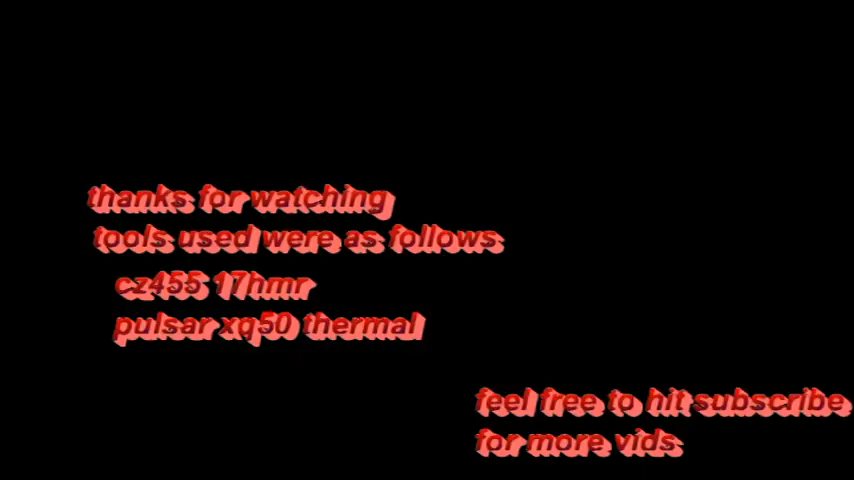 thanks for watching
tools used were as follows
cz455 17hmr
pulsar xq50 thermal
feel free to hit subscribe
for more vids